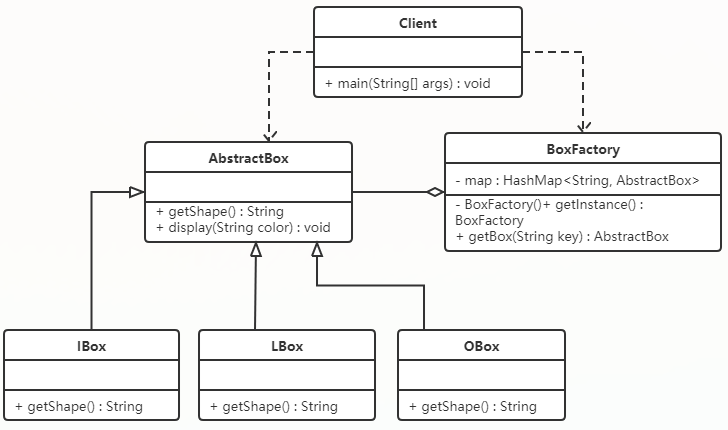 Client
+ main(String[] args) : void
AbstractBox
+ getShape() : String
+ display(String color) : void
BoxFactory
- map : HashMap<String, AbstractBox>
- BoxFactory()+ getInstance() :
BoxFactory
+ getBox(String key) : AbstractBox
IBox
+ getShape() : String
LBox
+ getShape() : String
OBox
+ getShape() : String